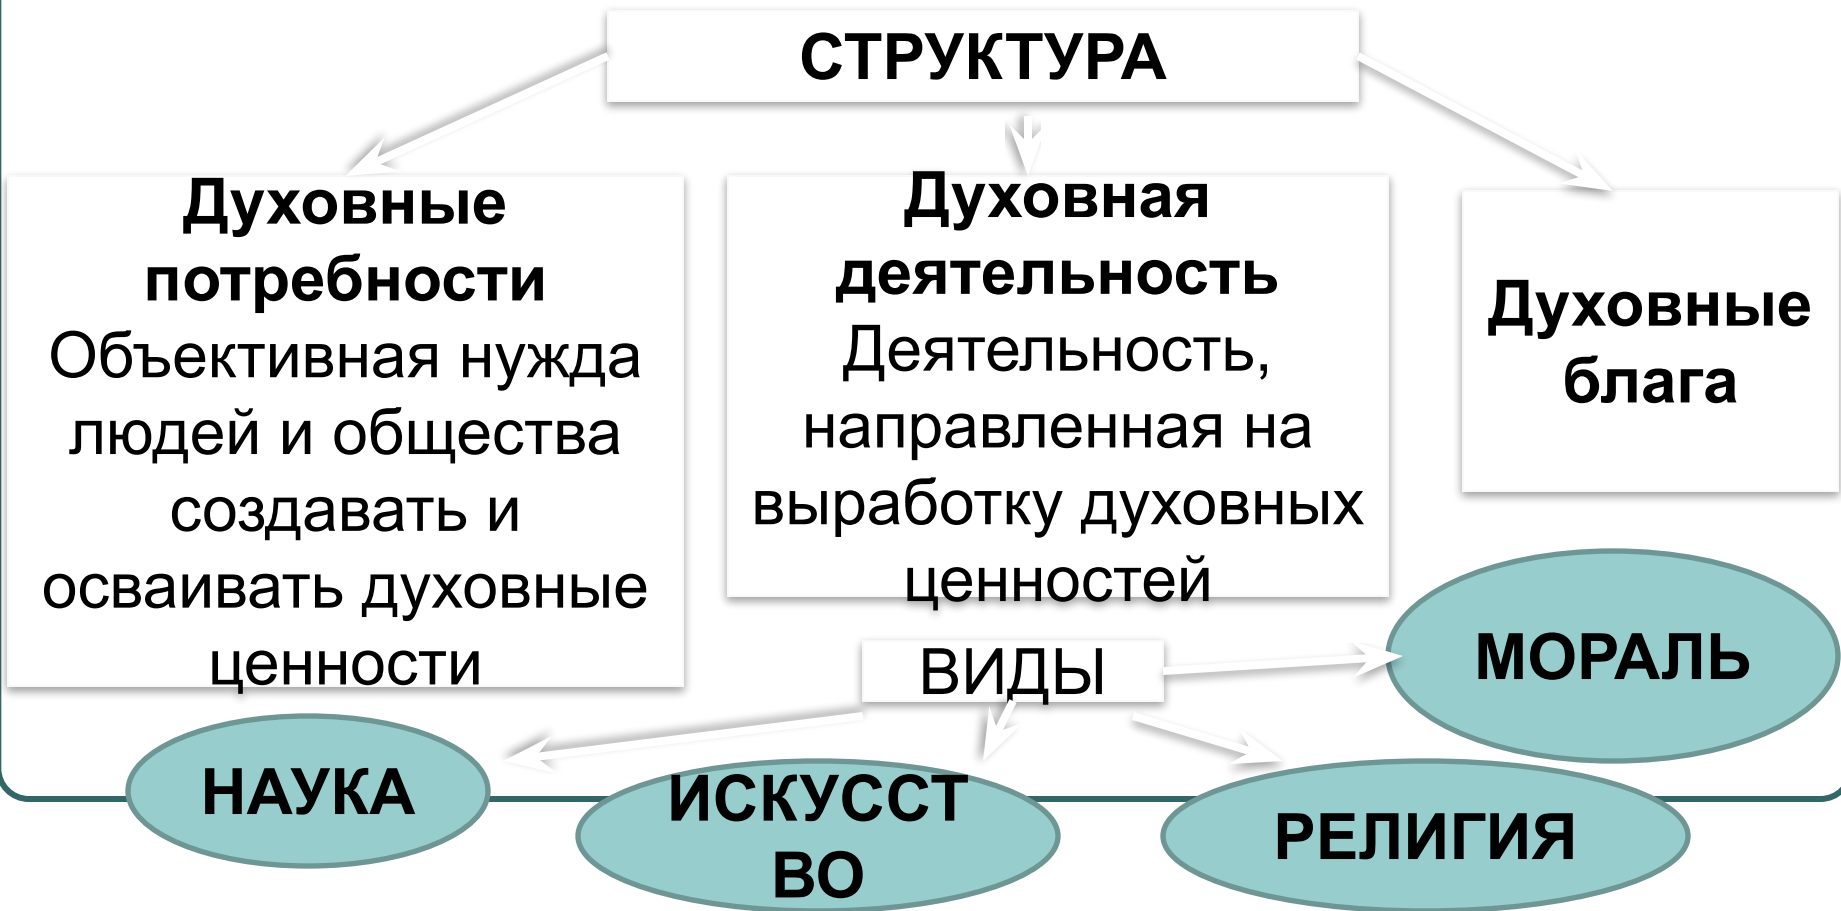 СТРУКТУРА
Духовные
потребности
Объективная нужда
людей и общества
создавать и
осваивать духовные
ценности
Духовная
деятельность
Деятельность,
направленная на
выработку духовных
ценностей
Духовные
блага
ВИДЫ
МОРАЛЬ
НАУКА
ИСКУССТ
ВО
РЕЛИГИЯ